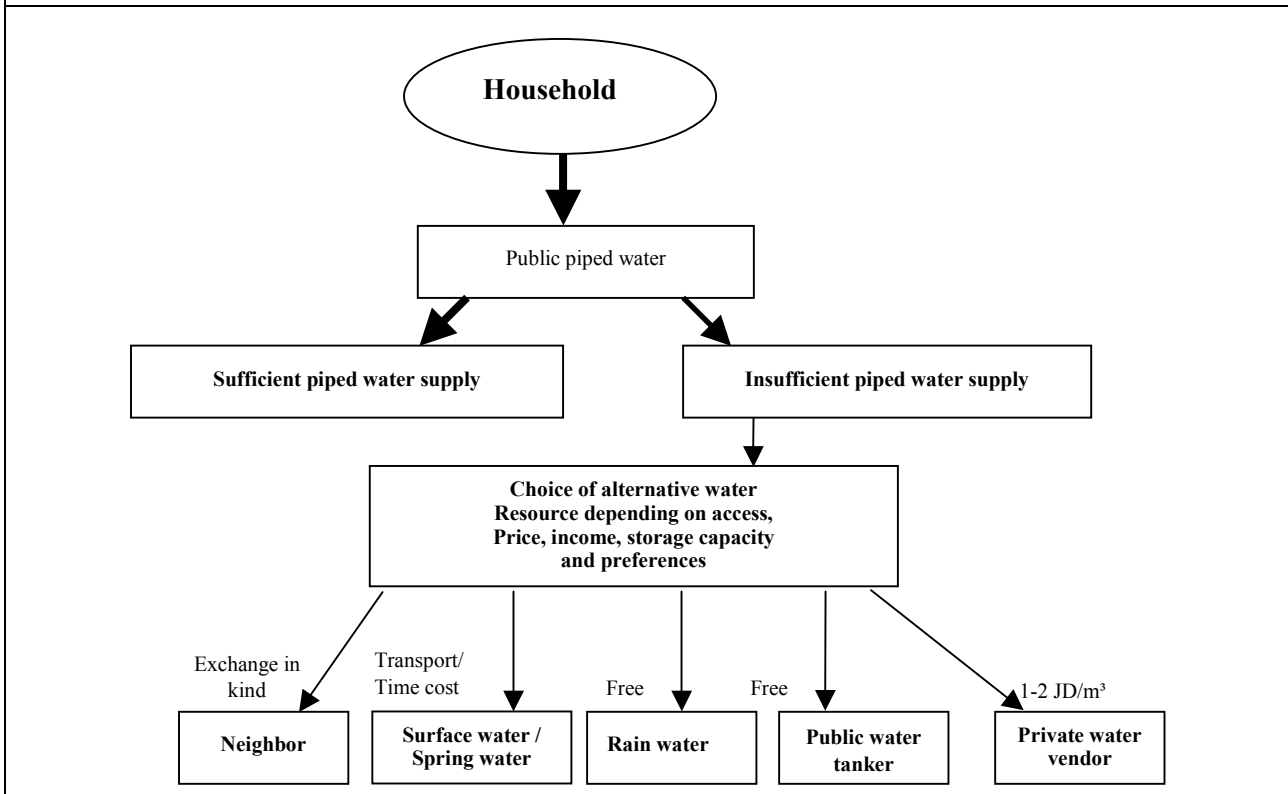 Household
Public piped water
Sufficient piped water supply
Insufficient piped water supply
Choice of alternative water
Resource depending on access,
Price, income, storage capacity
and preferences
Exchange in
kind
Transport/
Time cost
Free
Free
1-2 JD/m³
Neighbor
Surface water /
Spring water
Rain water
Public water
tanker
Private water
vendor